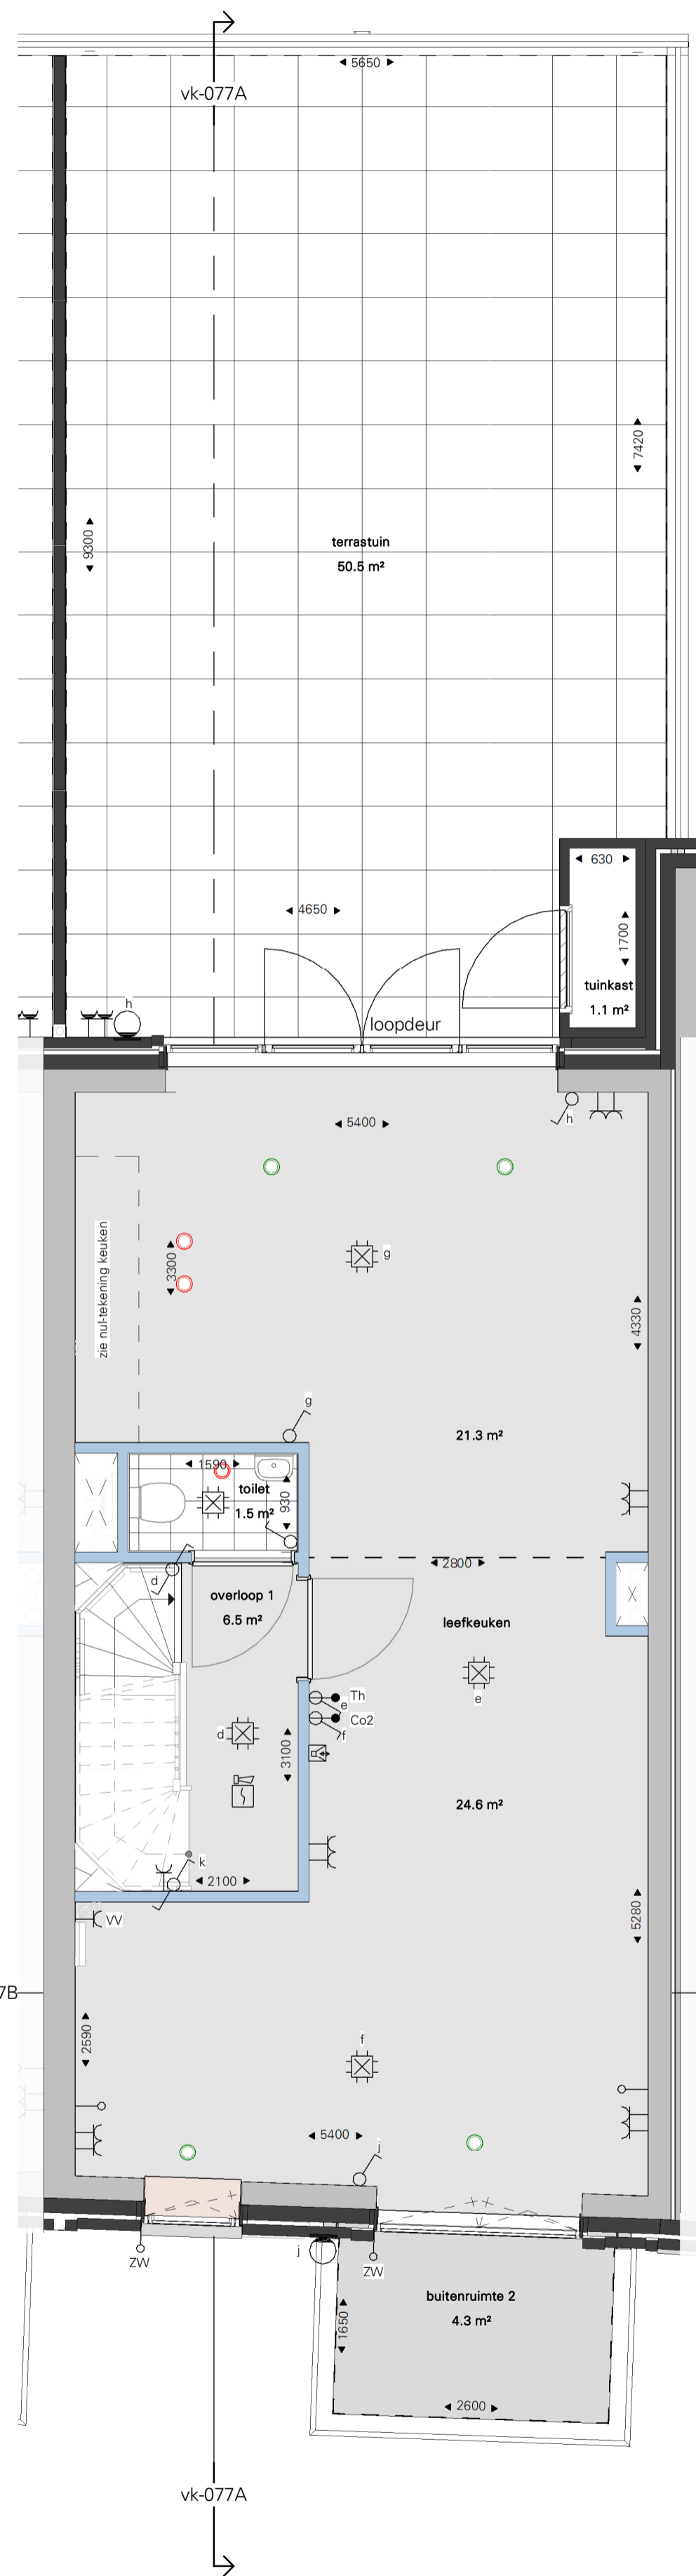 5650
vk-077A
7420
9300
terrastuin
50.5 m²
630
4650
1700
tuinkast
1.1 m²
h
loopdeur
h
5400
zie nul-tekening keuken
3300
g
4330
g
21.3 m²
1590
toilet
1.5 m²
930
2800
d
overloop 1
6.5 m²
leefkeuken
e
Th
e
Co2
f
d
3100
24.6 m²
k
2100
VV
5280
7B
2590
f
5400
j
ZW
j
ZW
buitenruimte 2
4.3 m²
1650
2600
vk-077A